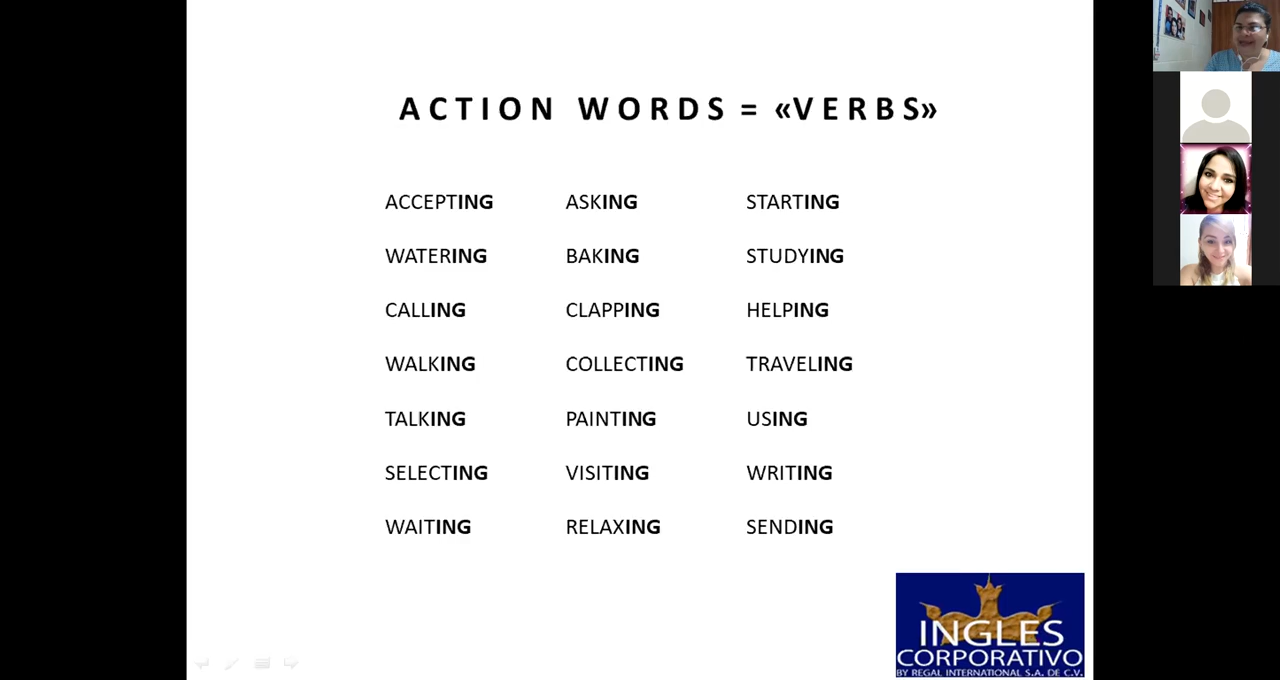 ACTION WORDS = «VERBS»
ACCEPTING ASKING STARTING
WATERING BAKING STUDYING
CALLING CLAPPING HELPING
WALKING COLLECTING TRAVELING
TALKING PAINTING USING
SELECTING VISITING WRITING
WAITING RELAXING SENDING
INGLES
CORPORATIVO
BY REGAL INTERNATIONAL S.A. DE C.V.